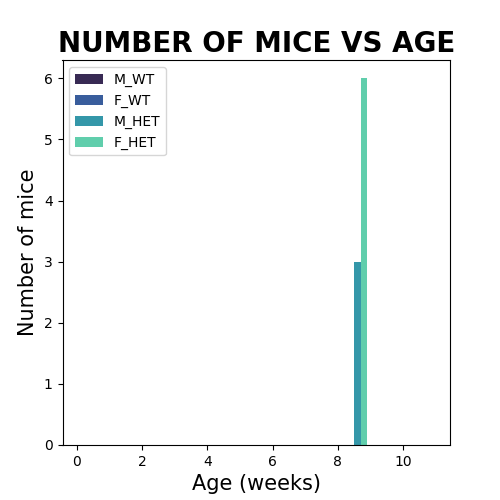 NUMBER OF MICE VS AGE
M_WT
F_WT
M_HET
F_HET
6
5
4
3
2
1
0
Number of mice
0 2 4 6 8 10
Age (weeks)